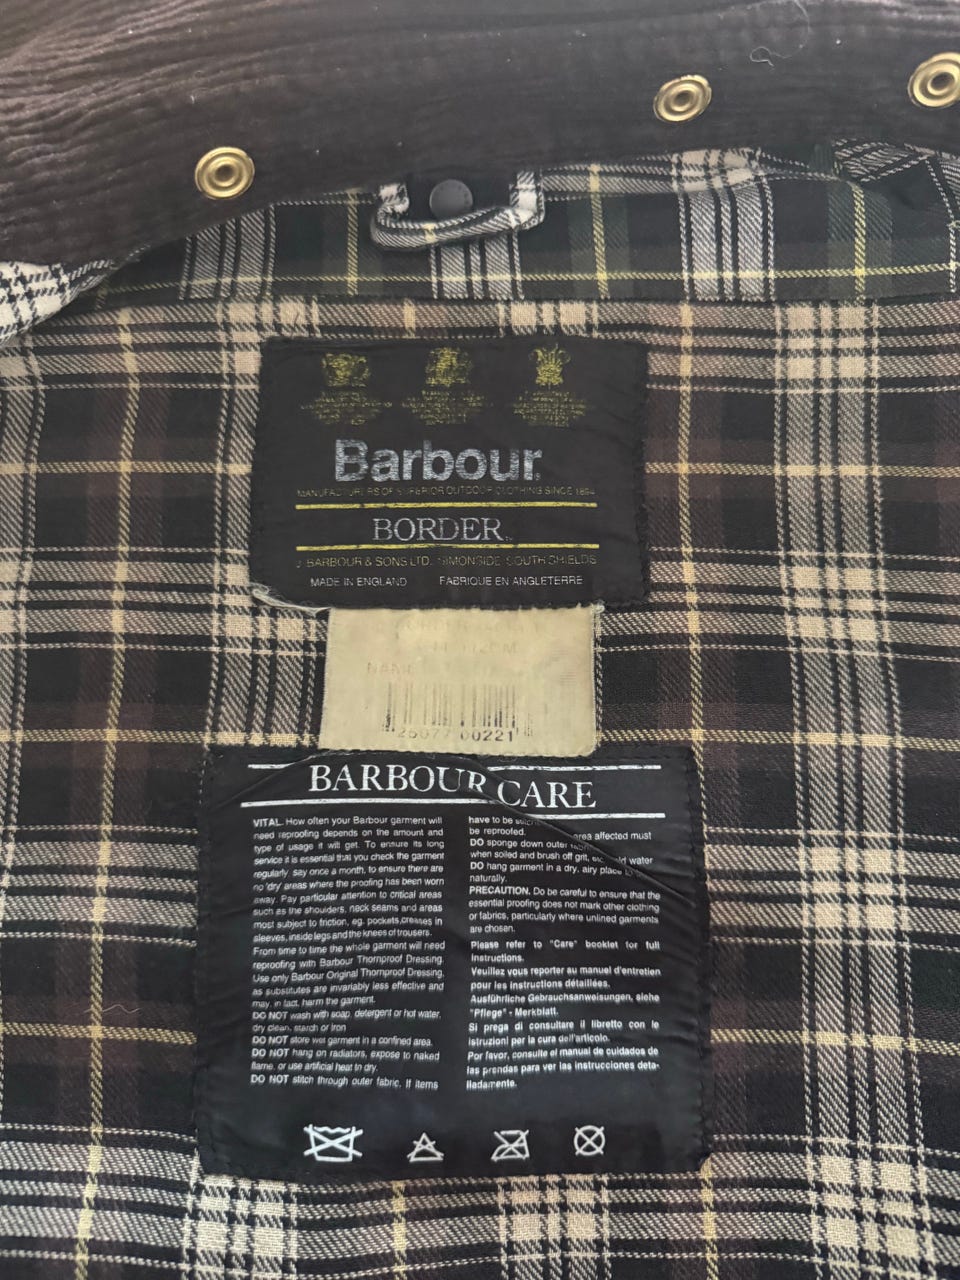 Barbour
MANUFACTURERS OF SUPERIOR OUTDOOR CLOTHING SINCE 1894
BORDER
J. BARBOUR & SONS LTD. SIMONSIDE SOUTH SHIELDS
MADE IN ENGLAND FABRIQUE EN ANGLETERRE
NAME
00221
BARBOUR CARE
VITAL. How often your Barbour garment will
need reproofing depends on the amount and
type of usage it will get. To ensure its long
service it is essential that you check the garment
regularly, say once a month, to ensure there are
no 'dry' areas where the proofing has been worn
away. Pay particular attention to critical areas
such as the shoulders, neck seams and areas
most subject to friction, eg. pockets,creases in
sleeves, inside legs and the knees of trousers.
From time to time the whole garment will need
reproofing with Barbour Thornproof Dressing.
Use only Barbour Original Thornproof Dressing,
as substitutes are invariably less effective and
may, in fact, harm the garment.
DO NOT wash with soap, detergent or hot water,
dry clean, starch or iron
DO NOT store wet garment in a confined area.
DO NOT hang on radiators, expose to naked
flame, or use artificial heat to dry.
DO NOT stitch through outer fabric. If items
have to be
be reproofed. area affected must
DO sponge down outer
when soiled and brush off grit, water
DO hang garment in a dry, airy place
naturally.
PRECAUTION. Do be careful to ensure that the
essential proofing does not mark other clothing
or fabrics, particularly where unlined garments
are chosen.
Please refer to "Care" booklet for full
instructions.
Veuillez vous reporter au manuel d'entretien
pour les instructions détaillées.
Ausführliche Gebrauchsanweisungen, siehe
"Pflege" - Merkblatt.
Si prega di consultare il libretto con le
istruzioni per la cura dell'articolo.
Por favor, consulte el manual de cuidados de
las prendas para ver las instrucciones deta-
lladamente.